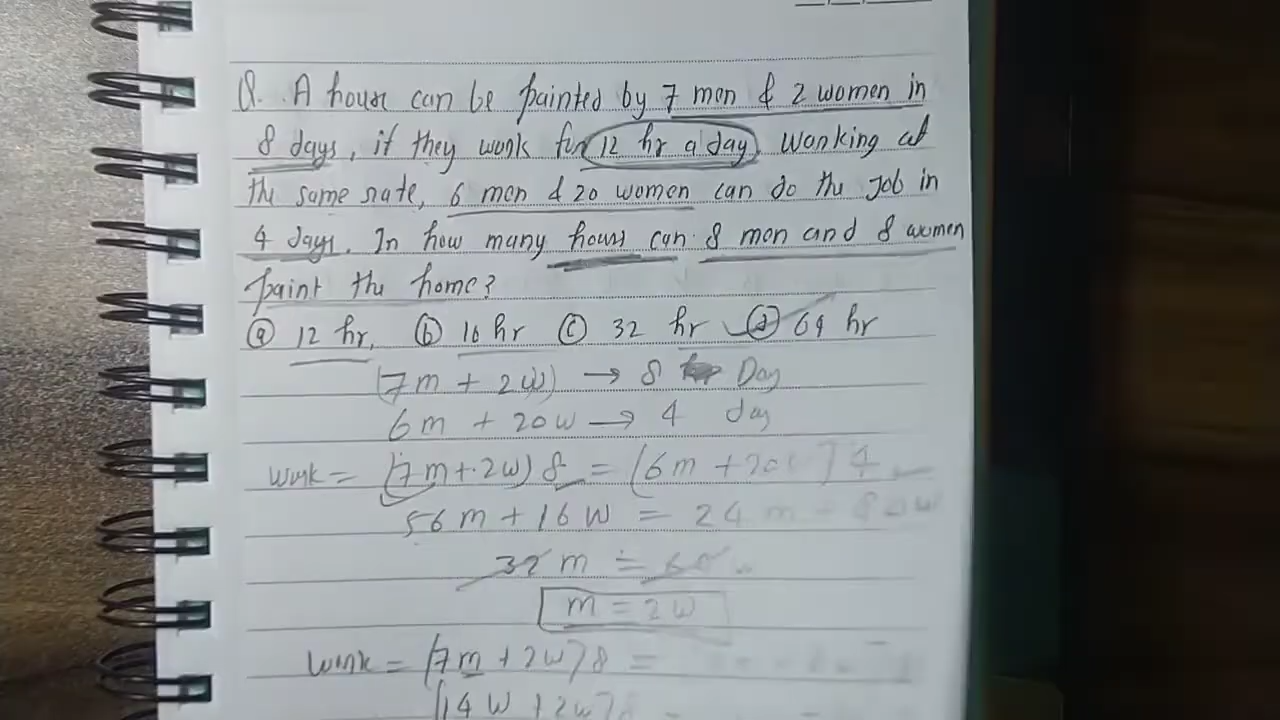 Q. A house can be painted by 7 men & 2 women in
8 days, if they work for 12 hr a day. Working at
the same rate, 6 men & 20 women can do the job in
4 days. In how many hours can 8 men and 8 women
paint the home?
(a) 12 hr. (b) 16 hr (c) 32 hr (d) 64 hr
(7m + 2w) → 8 Day
6m + 20w → 4 day
Work = (7m + 2w) 8 = (6m + 20w) 4
56m + 16w = 24m + 80w
32m =
m = 2w
Work = (7m + 2w) 8 =
(14w + 2w)